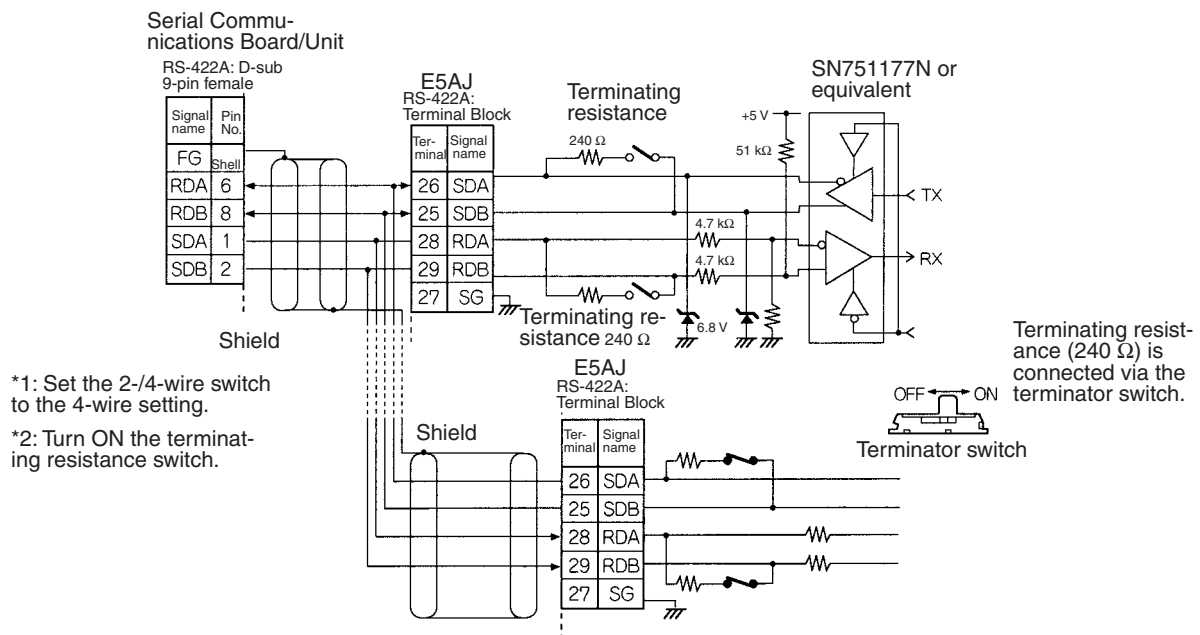 Serial Commu-
nications Board/Unit
RS-422A: D-sub
9-pin female
Signal name Pin No.
FG Shell
RDA 6
RDB 8
SDA 1
SDB 2
Shield
E5AJ
RS-422A:
Terminal Block
Ter-minal Signal name
26 SDA
25 SDB
28 RDA
29 RDB
27 SG
Terminating
resistance
240 Ω
Terminating re-
sistance 240 Ω
+5 V
51 kΩ
4.7 kΩ
4.7 kΩ
6.8 V
SN751177N or
equivalent
TX
RX
Terminating resist-
ance (240 Ω) is
connected via the
terminator switch.
OFF ON
Terminator switch
*1: Set the 2-/4-wire switch
to the 4-wire setting.
*2: Turn ON the terminat-
ing resistance switch.
Shield
E5AJ
RS-422A:
Terminal Block
Ter-minal Signal name
26 SDA
25 SDB
28 RDA
29 RDB
27 SG